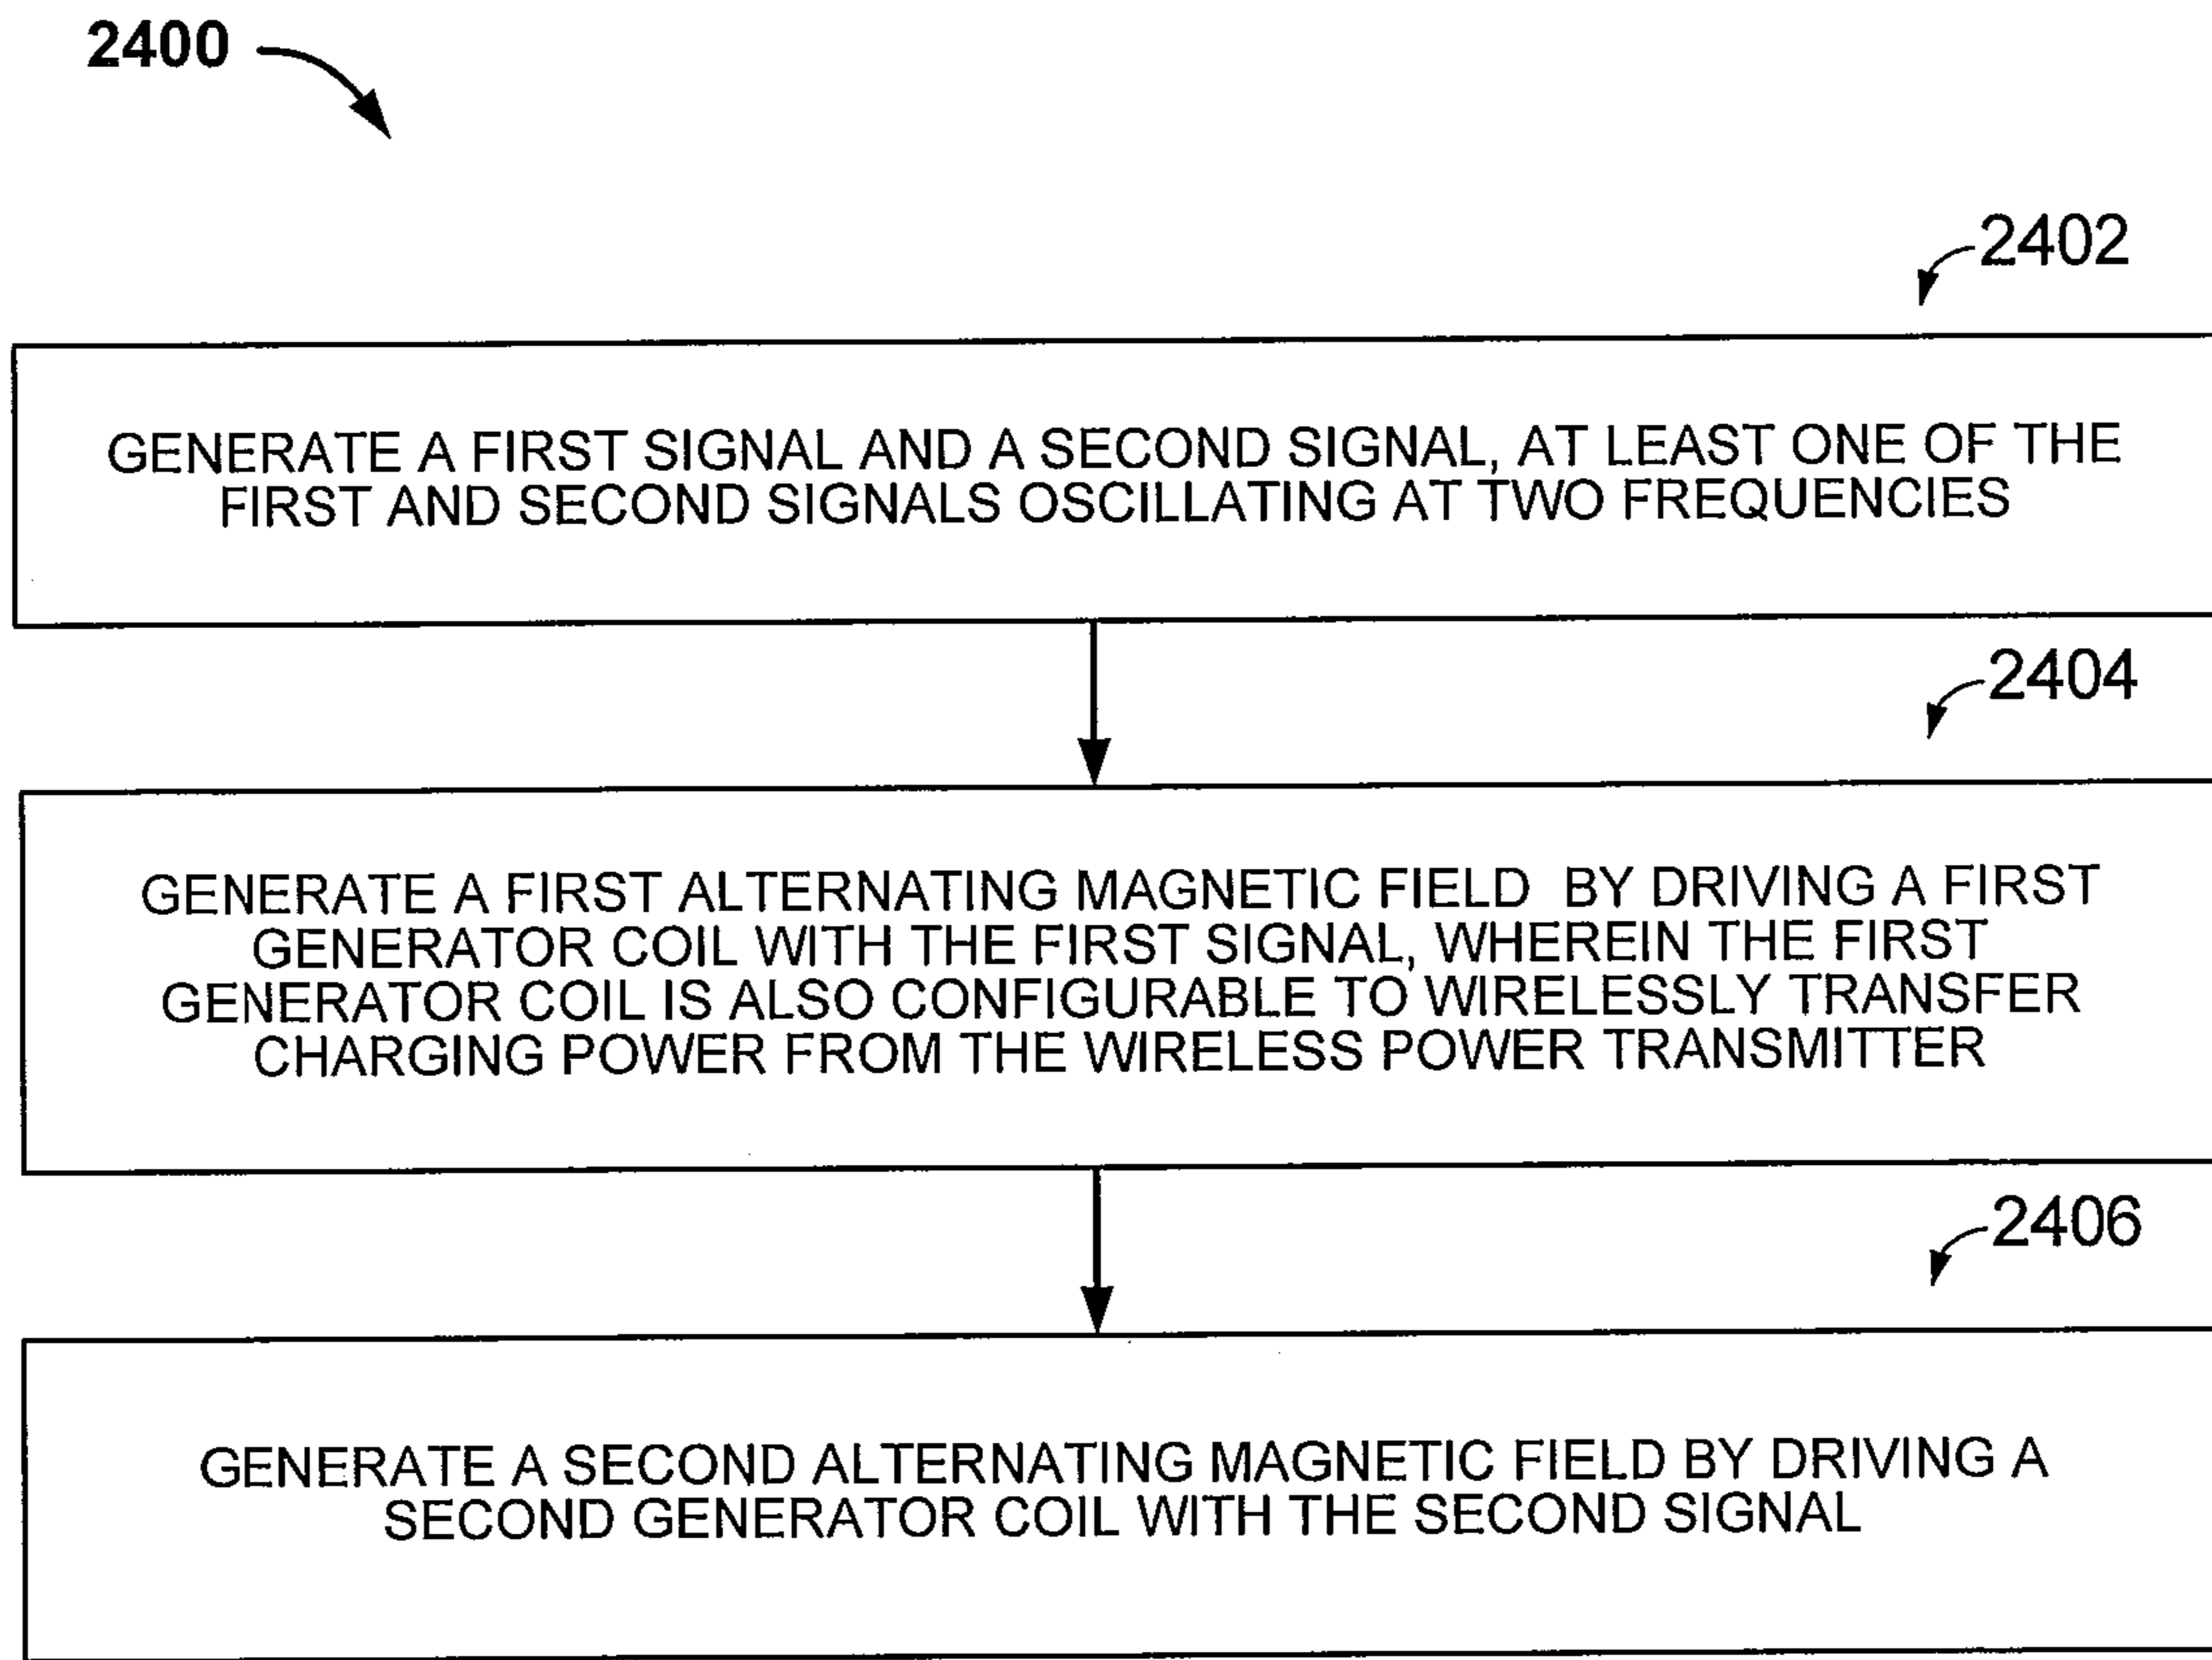 2400
2402
GENERATE A FIRST SIGNAL AND A SECOND SIGNAL, AT LEAST ONE OF THE
FIRST AND SECOND SIGNALS OSCILLATING AT TWO FREQUENCIES
2404
GENERATE A FIRST ALTERNATING MAGNETIC FIELD BY DRIVING A FIRST
GENERATOR COIL WITH THE FIRST SIGNAL, WHEREIN THE FIRST
GENERATOR COIL IS ALSO CONFIGURABLE TO WIRELESSLY TRANSFER
CHARGING POWER FROM THE WIRELESS POWER TRANSMITTER
2406
GENERATE A SECOND ALTERNATING MAGNETIC FIELD BY DRIVING A
SECOND GENERATOR COIL WITH THE SECOND SIGNAL